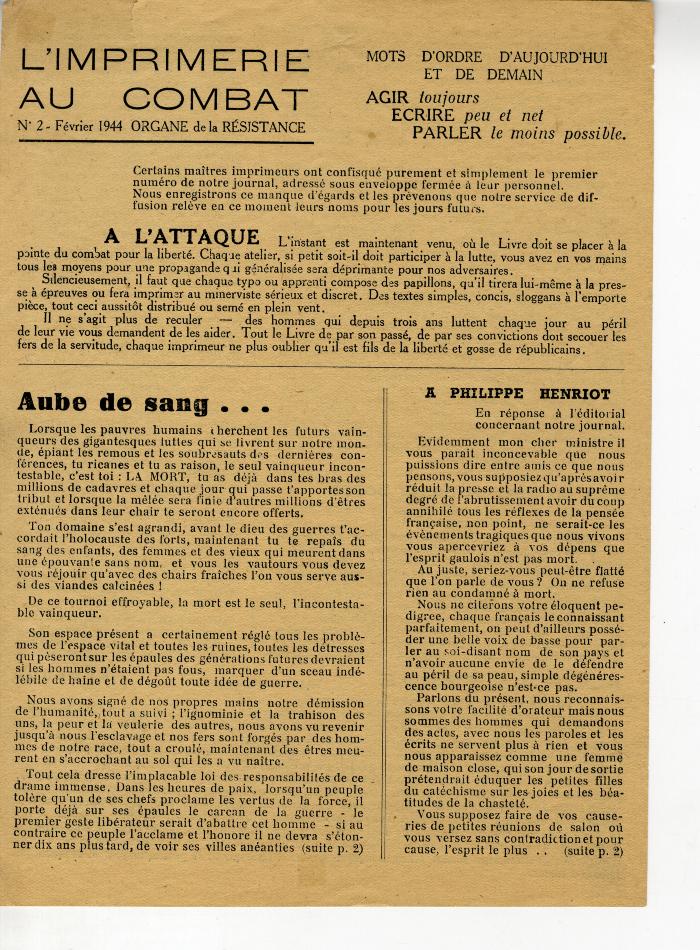 L'IMPRIMERIE
AU COMBAT
N° 2 - Février 1944 ORGANE de la RÉSISTANCE
MOTS D'ORDRE D'AUJOURD'HUI
ET DE DEMAIN
AGIR toujours
ECRIRE peu et net
PARLER le moins possible.
Certains maîtres imprimeurs ont confisqué purement et simplement le premier
numéro de notre journal, adressé sous enveloppe fermée à leur personnel.
Nous enregistrons ce manque d'égards et les prévenons que notre service de dif-
fusion relève en ce moment leurs noms pour les jours futurs.
A L'ATTAQUE L'instant est maintenant venu, où le Livre doit se placer à la
pointe du combat pour la liberté. Chaque atelier, si petit soit-il doit participer à la lutte, vous avez en vos mains
tous les moyens pour une propagande qui généralisée sera déprimante pour nos adversaires.
Silencieusement, il faut que chaque typo ou apprenti compose des papillons, qu'il tirera lui-même à la pres-
se à épreuves ou fera imprimer au minerviste sérieux et discret. Des textes simples, concis, sloggans à l'emporte
pièce, tout ceci aussitôt distribué ou semé en plein vent.
Il ne s'agit plus de reculer — des hommes qui depuis trois ans luttent chaque jour au péril
de leur vie vous demandent de les aider. Tout le Livre de par son passé, de par ses convictions doit secouer les
fers de la servitude, chaque imprimeur ne plus oublier qu'il est fils de la liberté et gosse de républicains.
Aube de sang . . .
Lorsque les pauvres humains cherchent les futurs vain-
queurs des gigantesques luttes qui se livrent sur notre mon-
de, épiant les remous et les soubresauts des dernières con-
férences, tu ricanes et tu as raison, le seul vainqueur incon-
testable, c'est toi : LA MORT, tu as déjà dans tes bras des
millions de cadavres et chaque jour qui passe t'apporte son
tribut et lorsque la mêlée sera finie d'autres millions d'êtres
exténués dans leur chair te seront encore offerts.
Ton domaine s'est agrandi, avant le dieu des guerres t'ac-
cordait l'holocauste des forts, maintenant tu te repais du
sang des enfants, des femmes et des vieux qui meurent dans
une épouvante sans nom, et vous les vautours vous devez
vous réjouir qu'avec des chairs fraîches l'on vous serve aus-
si des viandes calcinées !
De ce tournoi effroyable, la mort est le seul, l'incontesta-
ble vainqueur.
Son espace présent a certainement réglé tous les problè-
mes de l'espace vital et toutes les ruines, toutes les détresses
qui pèseront sur les épaules des générations futures devraient
si les hommes n'étaient pas fous, marquer d'un sceau indé-
lébile de haine et de dégoût toute idée de guerre.
Nous avons signé de nos propres mains notre démission
de l'humanité, tout a suivi ; l'ignominie et la trahison des
uns, la peur et la veulerie des autres, nous avons vu revenir
jusqu'à nous l'esclavage et nos fers sont forgés par des hom-
mes de notre race, tout a croulé, maintenant des êtres meu-
rent en s'accrochant au sol qui les a vu naître.
Tout cela dresse l'implacable loi des responsabilités de ce
drame immense. Dans les heures de paix, lorsqu'un peuple
tolère qu'un de ses chefs proclame les vertus de la force, il
porte déjà sur ses épaules le carcan de la guerre - le
premier geste libérateur serait d'abattre cet homme - si au
contraire ce peuple l'acclame et l'honore il ne devra s'éton-
ner dix ans plus tard, de voir ses villes anéanties (suite p. 2)
A PHILIPPE HENRIOT
En réponse à l'éditorial
concernant notre journal.
Evidemment mon cher ministre il
vous parait inconcevable que nous
puissions dire entre amis ce que nous
pensons, vous supposiez qu'après avoir
réduit la presse et la radio au suprême
degré de l'abrutissement avoir du coup
annihilé tous les réflexes de la pensée
française, non point, ne serait-ce les
évènements tragiques que nous vivons
vous apercevriez à vos dépens que
l'esprit gaulois n'est pas mort.
Au juste, seriez-vous peut-être flatté
que l'on parle de vous ? On ne refuse
rien au condamné à mort.
Nous ne citerons votre éloquent pe-
digree, chaque français le connaissant
parfaitement, on peut d'ailleurs possé-
der une belle voix de basse pour par-
ler au soi-disant nom de son pays et
n'avoir aucune envie de le défendre
au péril de sa peau, simple dégénéres-
cence bourgeoise n'est-ce pas.
Parlons du présent, nous reconnais-
sons votre facilité d'orateur mais nous
sommes des hommes qui demandons
des actes, avec nous les paroles et les
écrits ne servent plus à rien et vous
nous apparaissez comme une femme
de maison close, qui son jour de sortie
prétendrait éduquer les petites filles
du catéchisme sur les joies et les béa-
titudes de la chasteté.
Vous supposez faire de vos cause-
ries de petites réunions de salon où
vous versez sans contradiction et pour
cause, l'esprit le plus . . (suite p. 2)